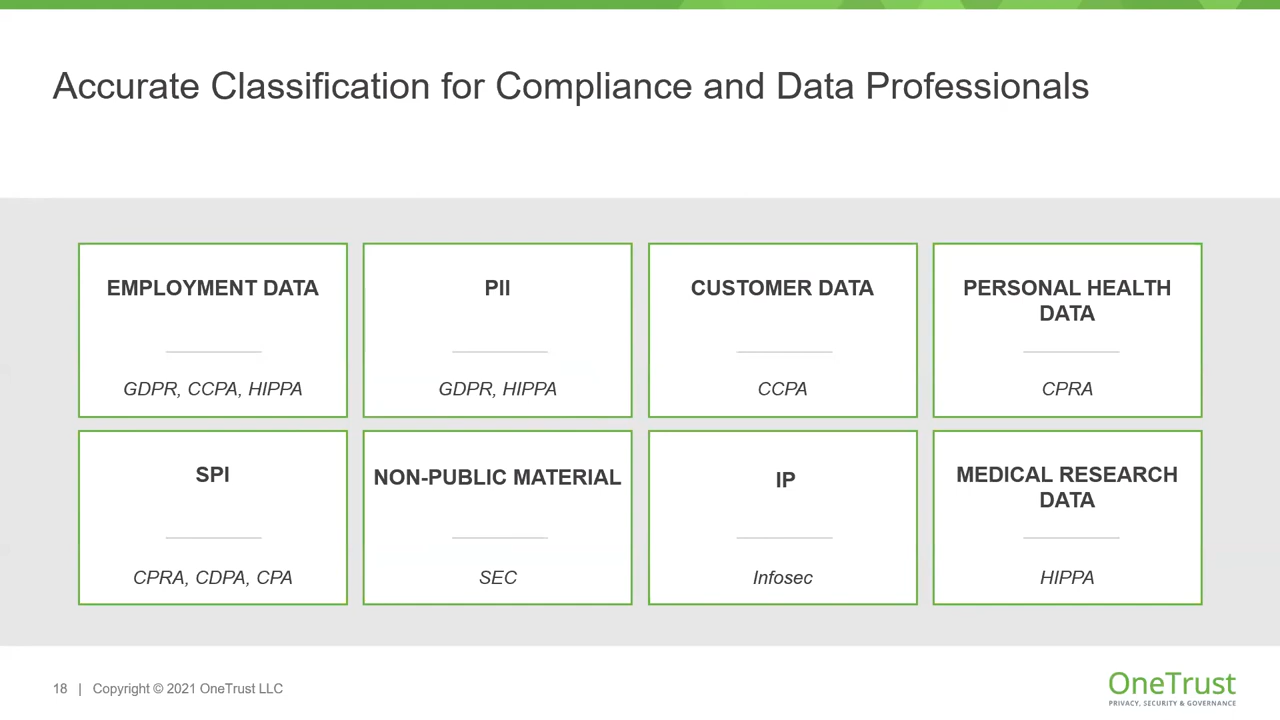 Accurate Classification for Compliance and Data Professionals
EMPLOYMENT DATA
GDPR, CCPA, HIPPA
PII
GDPR, HIPPA
CUSTOMER DATA
CCPA
PERSONAL HEALTH
DATA
CPRA
SPI
CPRA, CDPA, CPA
NON-PUBLIC MATERIAL
SEC
IP
Infosec
MEDICAL RESEARCH
DATA
HIPPA
18 | Copyright © 2021 OneTrust LLC
OneTrust
PRIVACY, SECURITY & GOVERNANCE